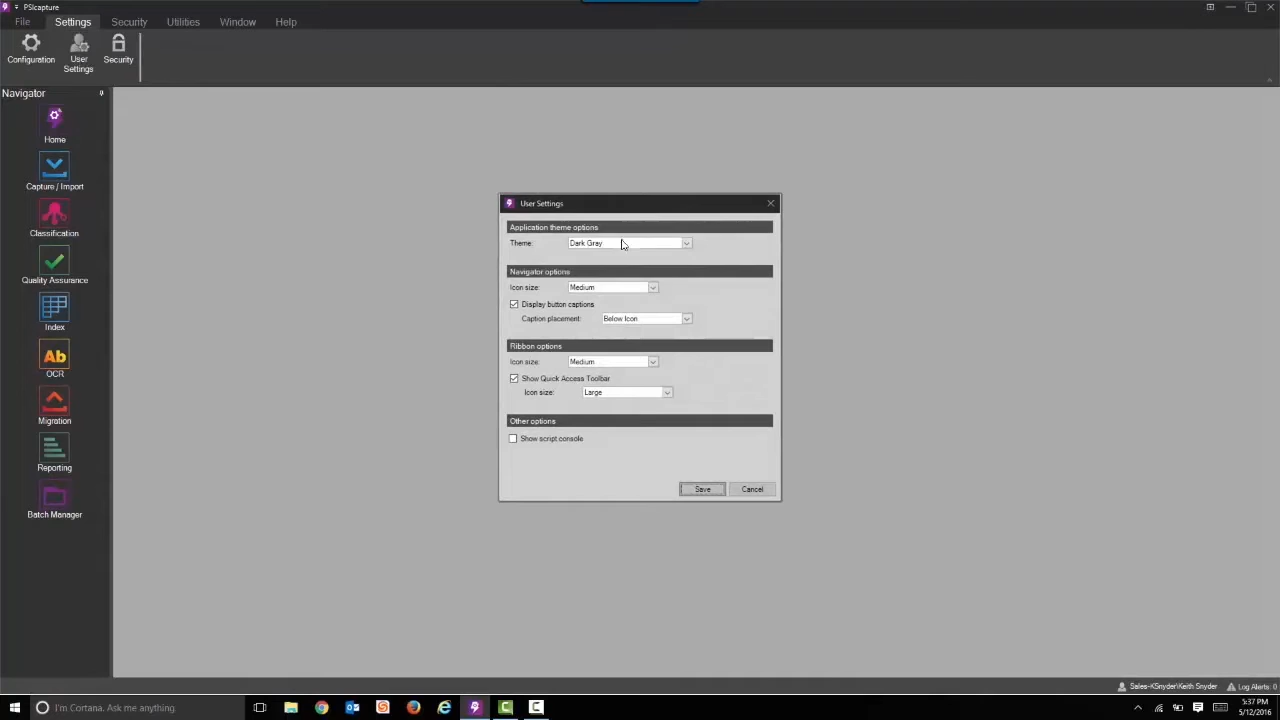 PSIcapture
File Settings Security Utilities Window Help
Configuration
User
Settings
Security
Navigator
Home
Capture / Import
Classification
Quality Assurance
Index
Ab
OCR
Migration
Reporting
Batch Manager
User Settings
Application theme options
Theme: Dark Gray
Navigator options
Icon size: Medium
Display button captions
Caption placement: Below Icon
Ribbon options
Icon size: Medium
Show Quick Access Toolbar
Icon size: Large
Other options
Show script console
Save Cancel
Sales-KSnyder\Keith Snyder Log Alerts: 0
I'm Cortana. Ask me anything.
5:37 PM
5/12/2016